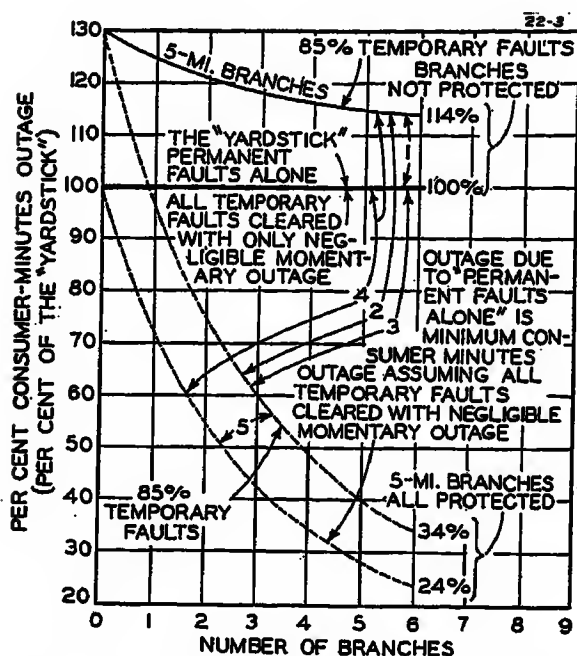 22-3
130
120
110
100
90
80
70
60
50
40
30
20
PER CENT CONSUMER-MINUTES OUTAGE
(PER CENT OF THE "YARDSTICK")
5-MI. BRANCHES
85% TEMPORARY FAULTS
BRANCHES
NOT PROTECTED
114%
THE "YARDSTICK"
PERMANENT
FAULTS ALONE
100%
ALL TEMPORARY
FAULTS CLEARED
WITH ONLY NEG-
LIGIBLE MOMENT-
ARY OUTAGE
OUTAGE DUE
TO "PERMAN-
ENT FAULTS
ALONE" IS
MINIMUM CON-
SUMER MINUTES
OUTAGE ASSUMING ALL
TEMPORARY FAULTS
CLEARED WITH NEGLIGIBLE
MOMENTARY OUTAGE
4
2
3
5
85%
TEMPORARY
FAULTS
5-MI. BRANCHES
ALL PROTECTED
34%
24%
0 1 2 3 4 5 6 7 8 9
NUMBER OF BRANCHES